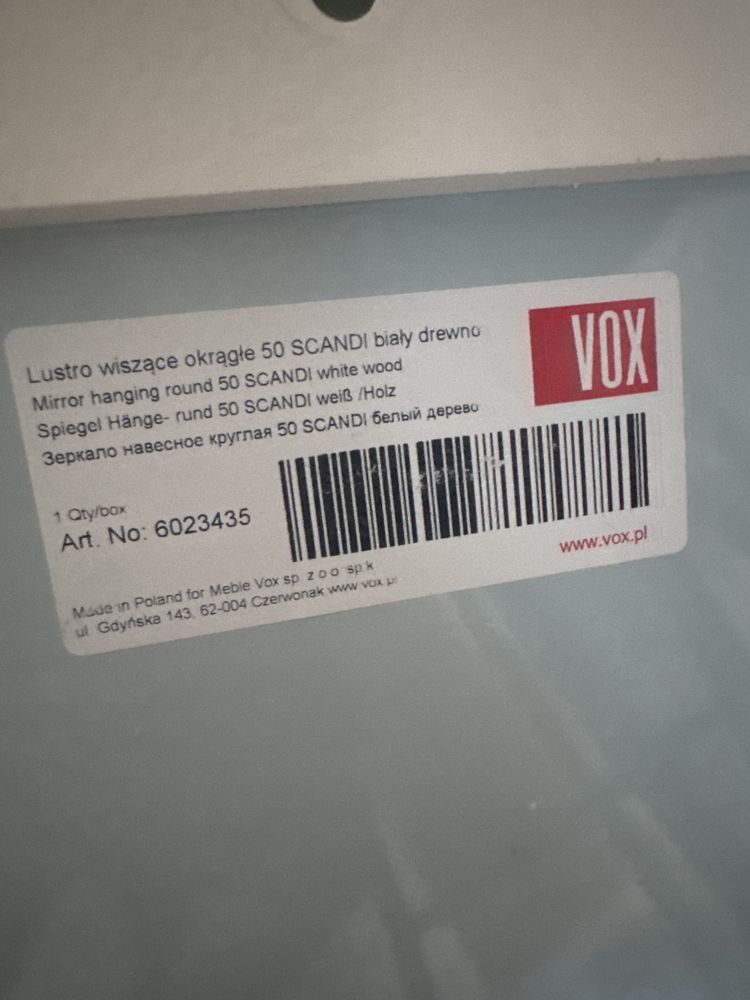 Lustro wiszące okrągłe 50 SCANDI biały drewno
Mirror hanging round 50 SCANDI white wood
Spiegel Hänge- rund 50 SCANDI weiß /Holz
Зеркало навесное круглая 50 SCANDI белый дерево
VOX
1 Qty/box
Art. No: 6023435
www.vox.pl
Made in Poland for Meble Vox sp. z o o sp k
ul. Gdyńska 143, 62-004 Czerwonak www.vox.pl